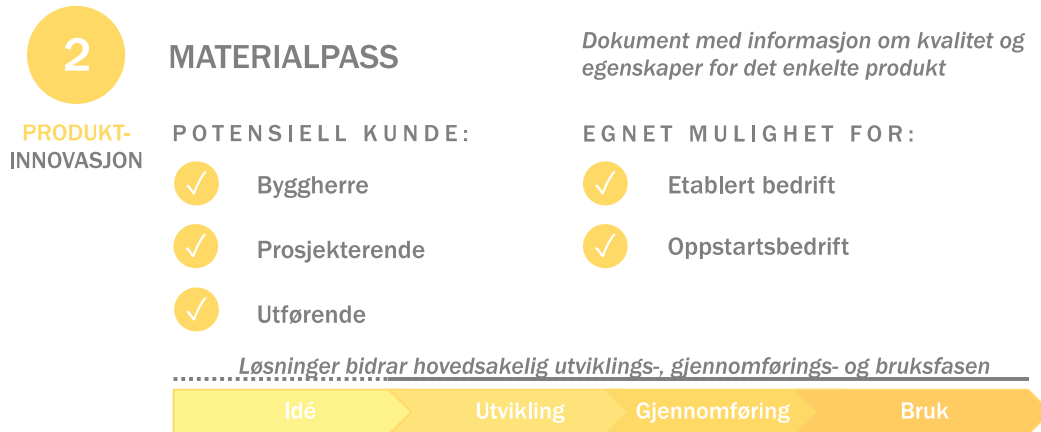 2
PRODUKT-
INNOVASJON
MATERIALPASS
Dokument med informasjon om kvalitet og
egenskaper for det enkelte produkt
POTENSIELL KUNDE:
Byggherre
Prosjekterende
Utførende
EGNET MULIGHET FOR:
Etablert bedrift
Oppstartsbedrift
Løsninger bidrar hovedsakelig utviklings-, gjennomførings- og bruksfasen
Idé
Utvikling
Gjennomføring
Bruk